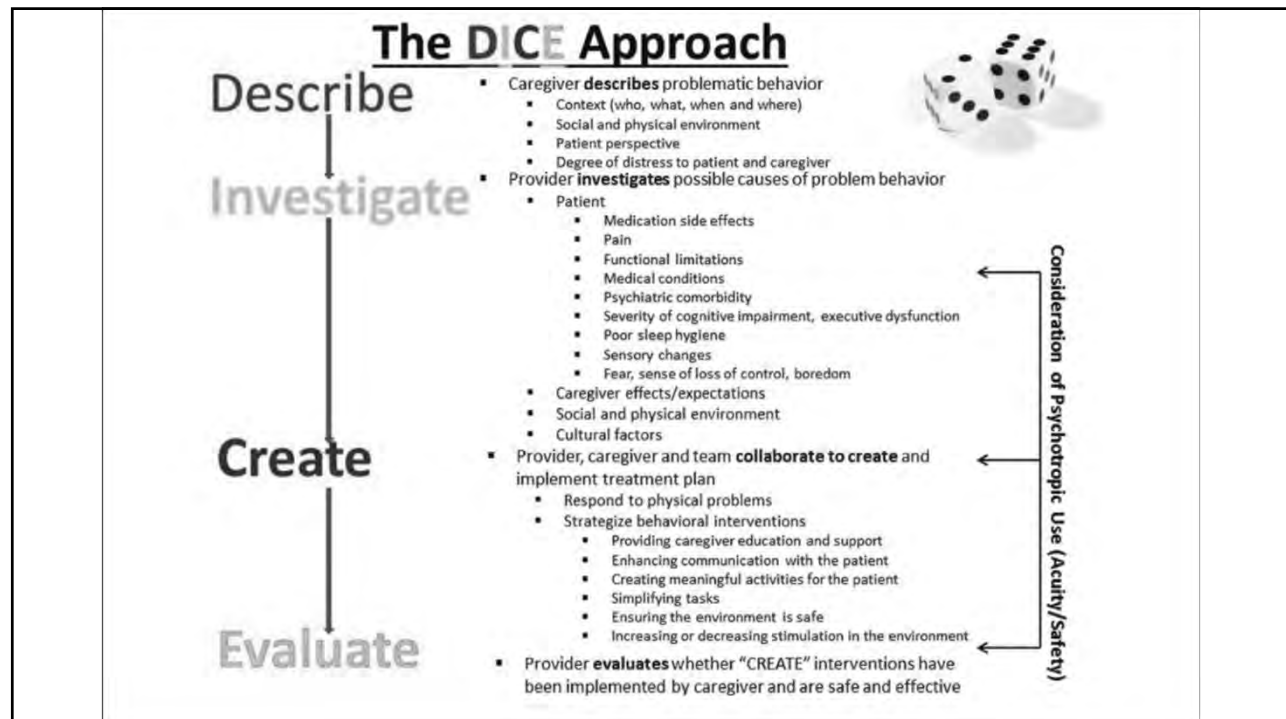 The DICE Approach
Describe
▪ Caregiver describes problematic behavior
▪ Context (who, what, when and where)
▪ Social and physical environment
▪ Patient perspective
▪ Degree of distress to patient and caregiver
Investigate
▪ Provider investigates possible causes of problem behavior
▪ Patient
▪ Medication side effects
▪ Pain
▪ Functional limitations
▪ Medical conditions
▪ Psychiatric comorbidity
▪ Severity of cognitive impairment, executive dysfunction
▪ Poor sleep hygiene
▪ Sensory changes
▪ Fear, sense of loss of control, boredom
▪ Caregiver effects/expectations
▪ Social and physical environment
▪ Cultural factors
Create
▪ Provider, caregiver and team collaborate to create and
implement treatment plan
▪ Respond to physical problems
▪ Strategize behavioral interventions
▪ Providing caregiver education and support
▪ Enhancing communication with the patient
▪ Creating meaningful activities for the patient
▪ Simplifying tasks
▪ Ensuring the environment is safe
▪ Increasing or decreasing stimulation in the environment
Evaluate
▪ Provider evaluates whether “CREATE” interventions have
been implemented by caregiver and are safe and effective
Consideration of Psychotropic Use (Acuity/Safety)